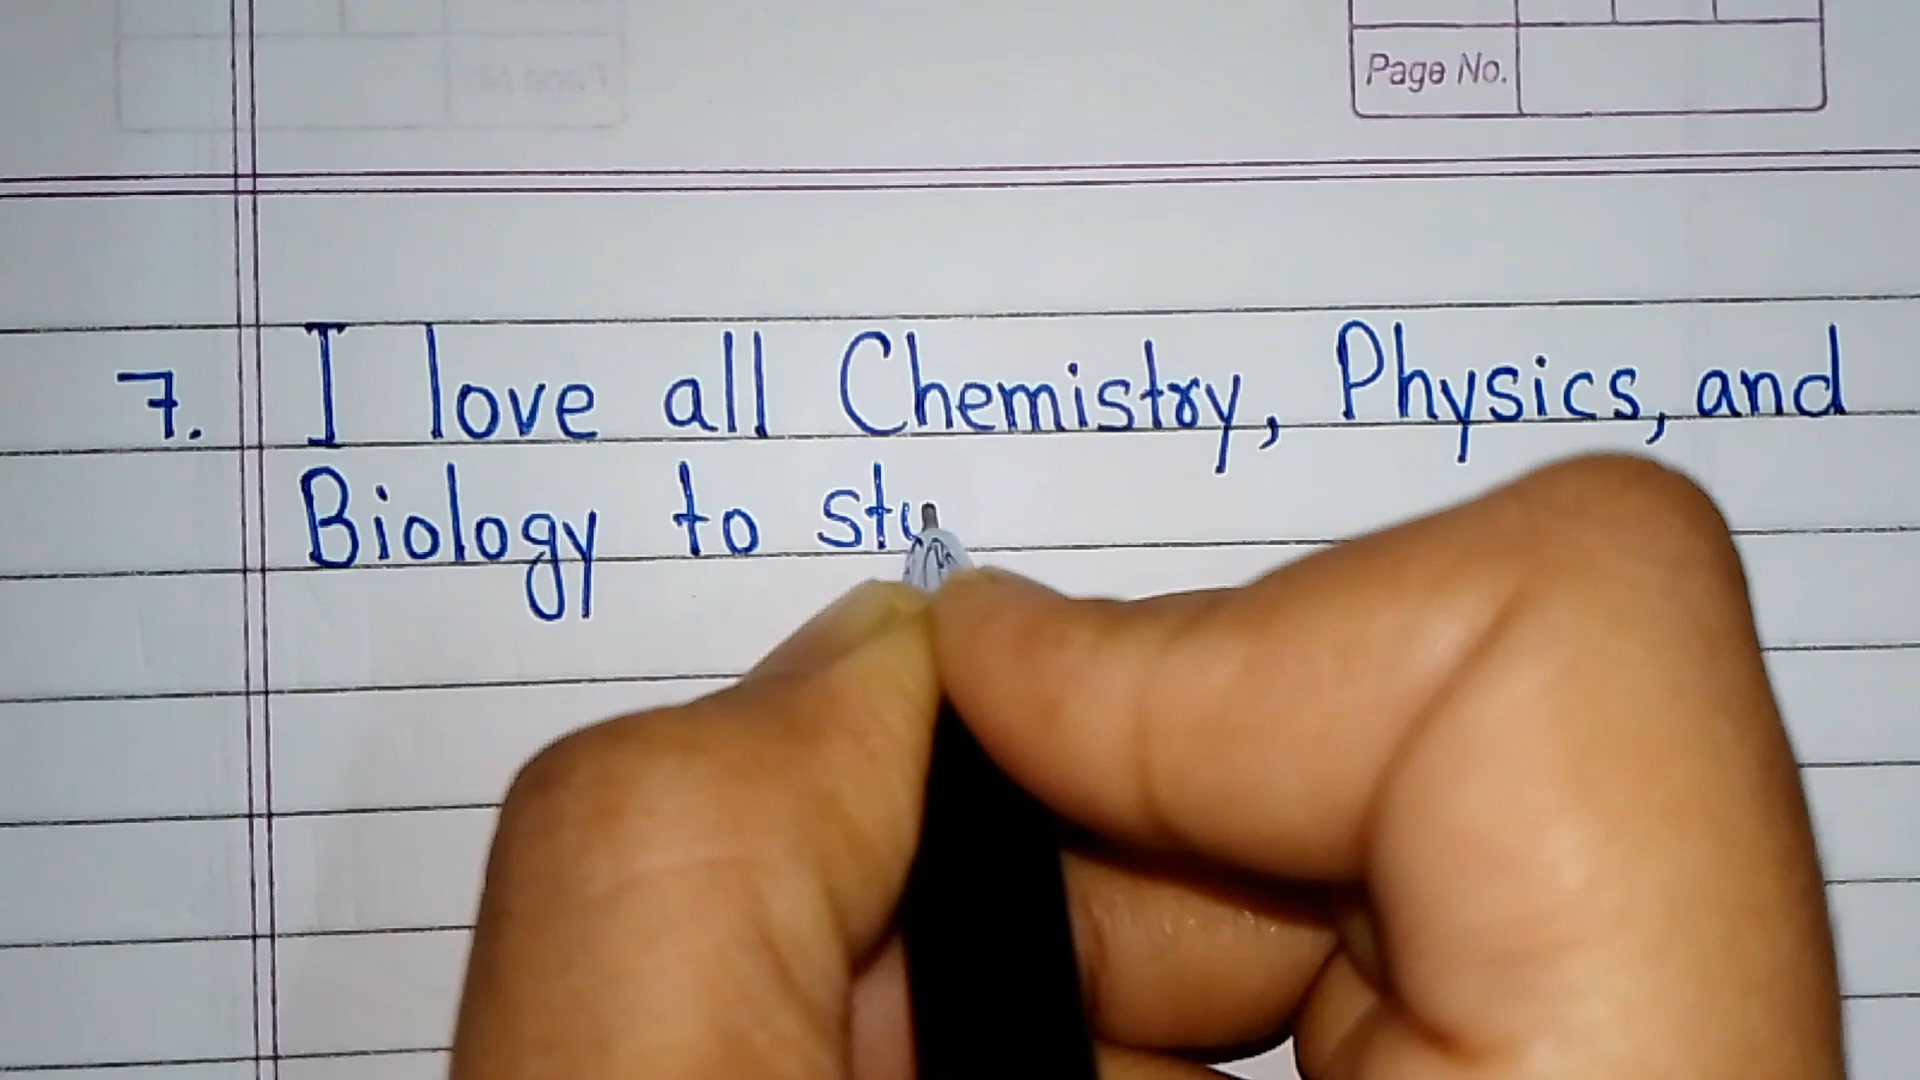 Page No.
7. I love all Chemistry, Physics, and
Biology to stu